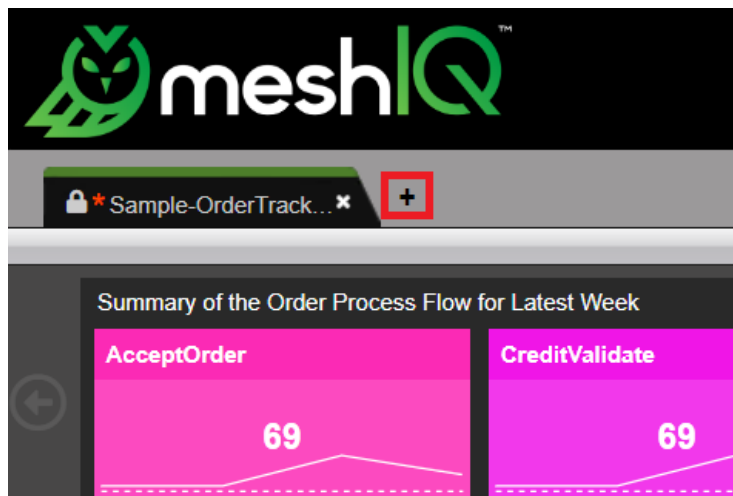 meshIQ™
* Sample-OrderTrack... × +
Summary of the Order Process Flow for Latest Week
AcceptOrder CreditValidate
69 69